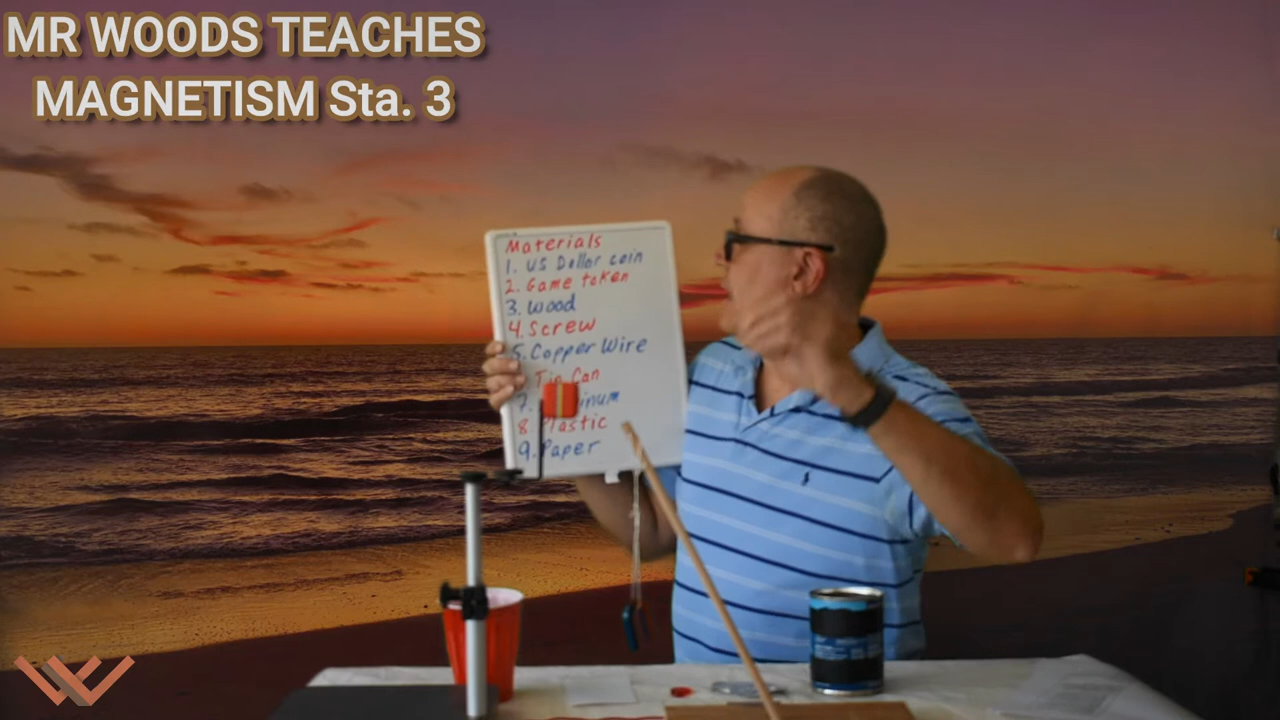 MR WOODS TEACHES
MAGNETISM Sta. 3
Materials
1. US Dollar coin
2. Game token
3. Wood
4. Screw
5. Copper Wire
Tin Can
7.
8 Plastic
9. Paper